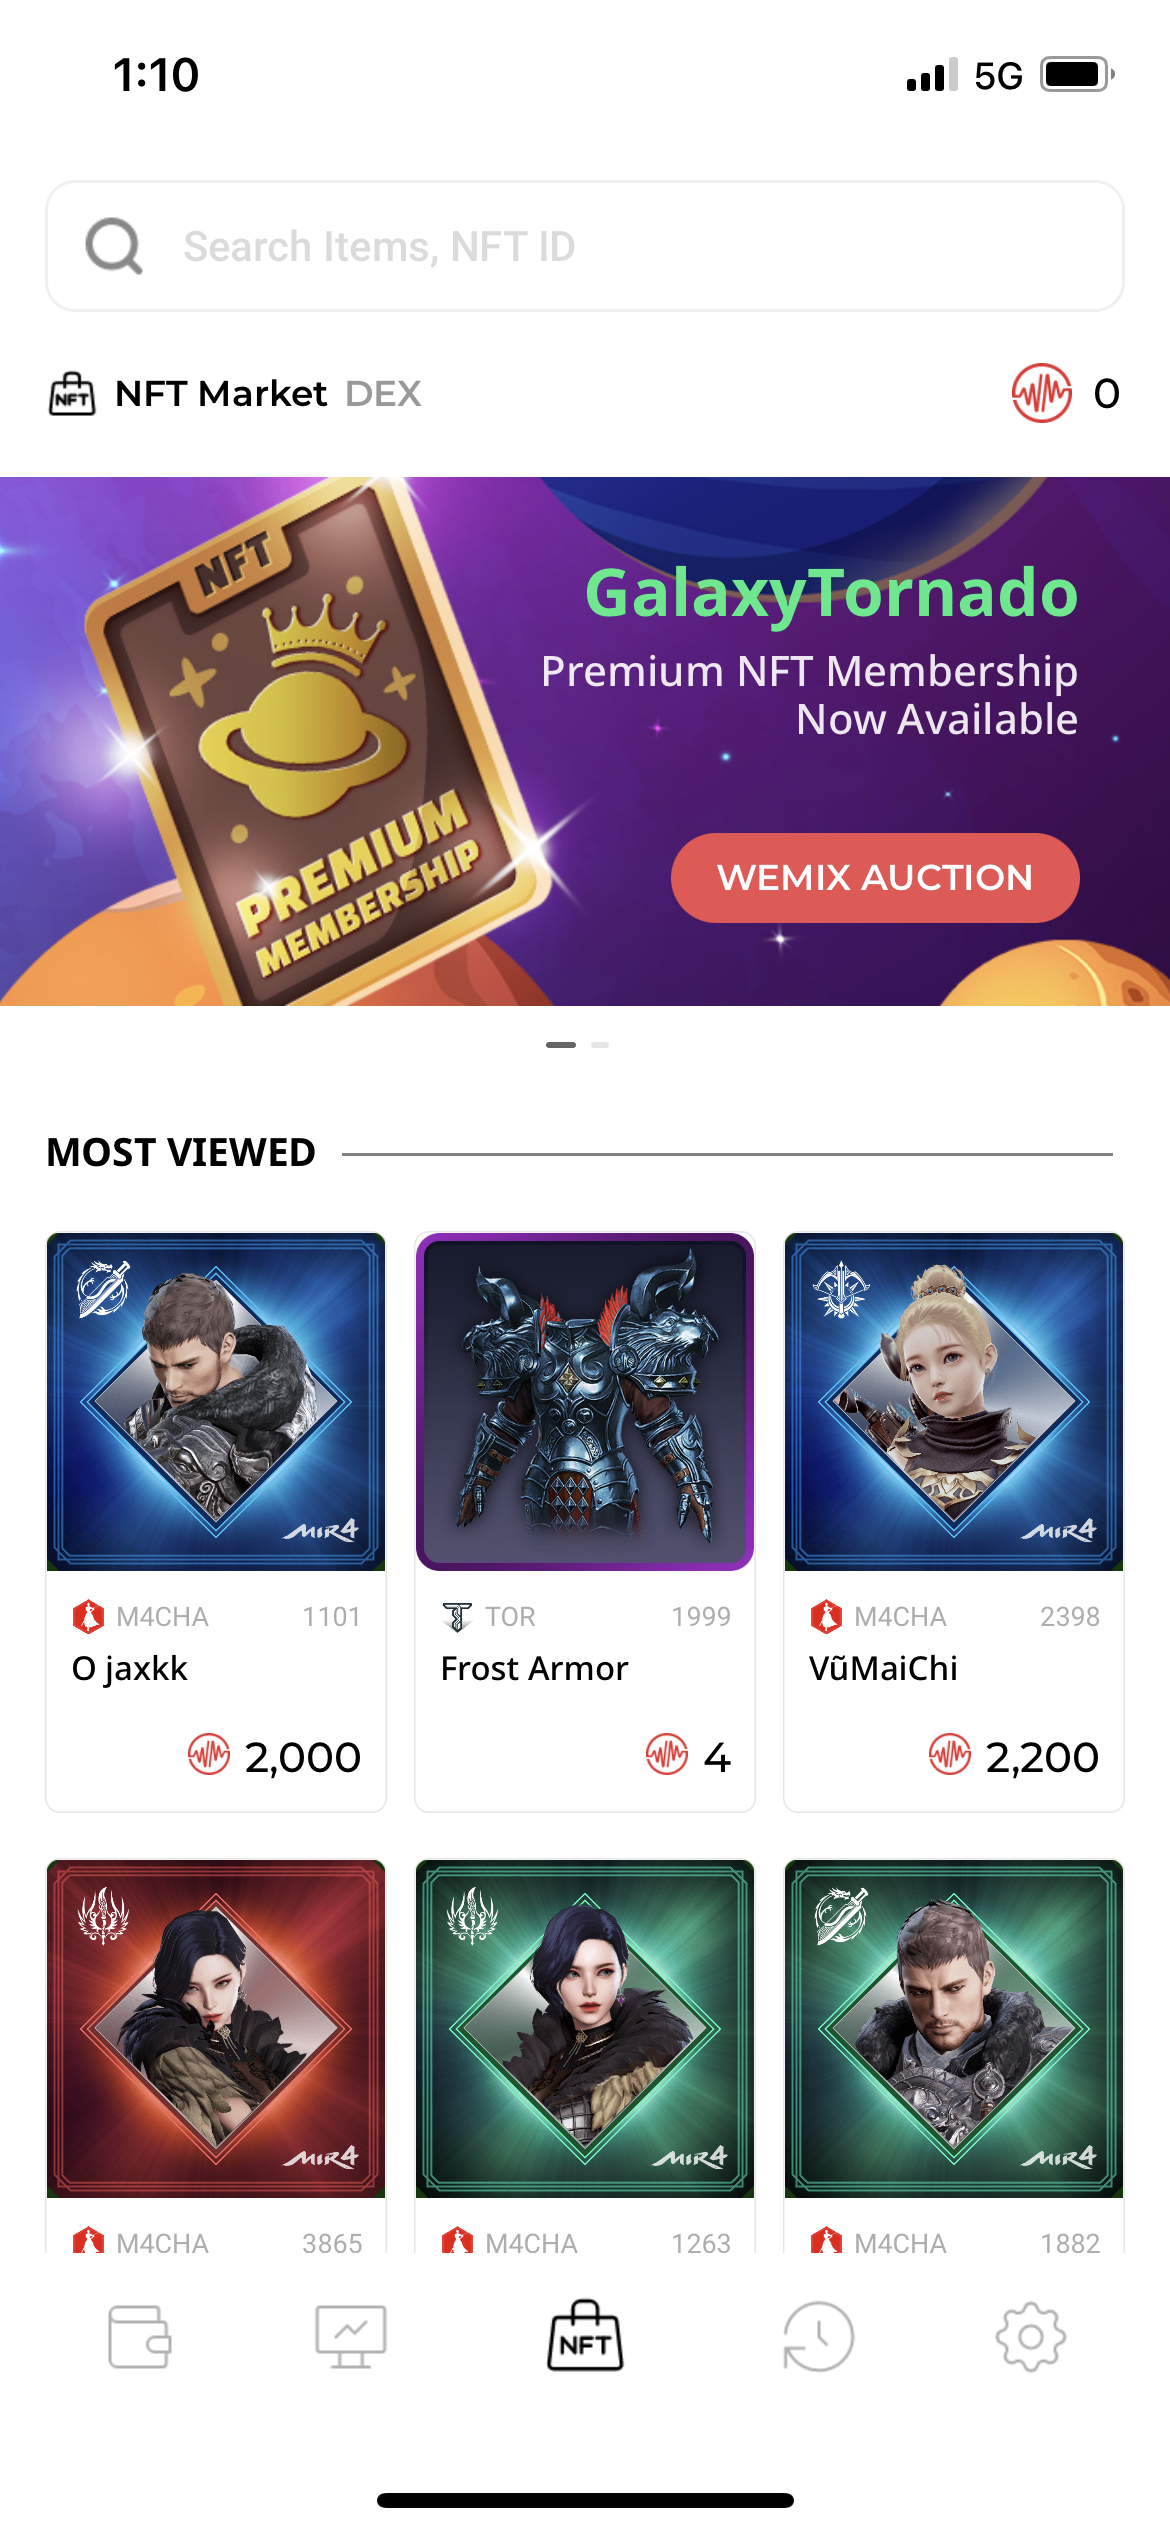 1:10
5G
Search Items, NFT ID
NFT
NFT Market DEX
0
NFT
PREMIUM
MEMBERSHIP
GalaxyTornado
Premium NFT Membership
Now Available
WEMIX AUCTION
MOST VIEWED
MIR4
MIR4
M4CHA 1101
TOR 1999
M4CHA 2398
O jaxkk
Frost Armor
VũMaiChi
2,000
4
2,200
MIR4
MIR4
MIR4
M4CHA 3865
M4CHA 1263
M4CHA 1882
NFT